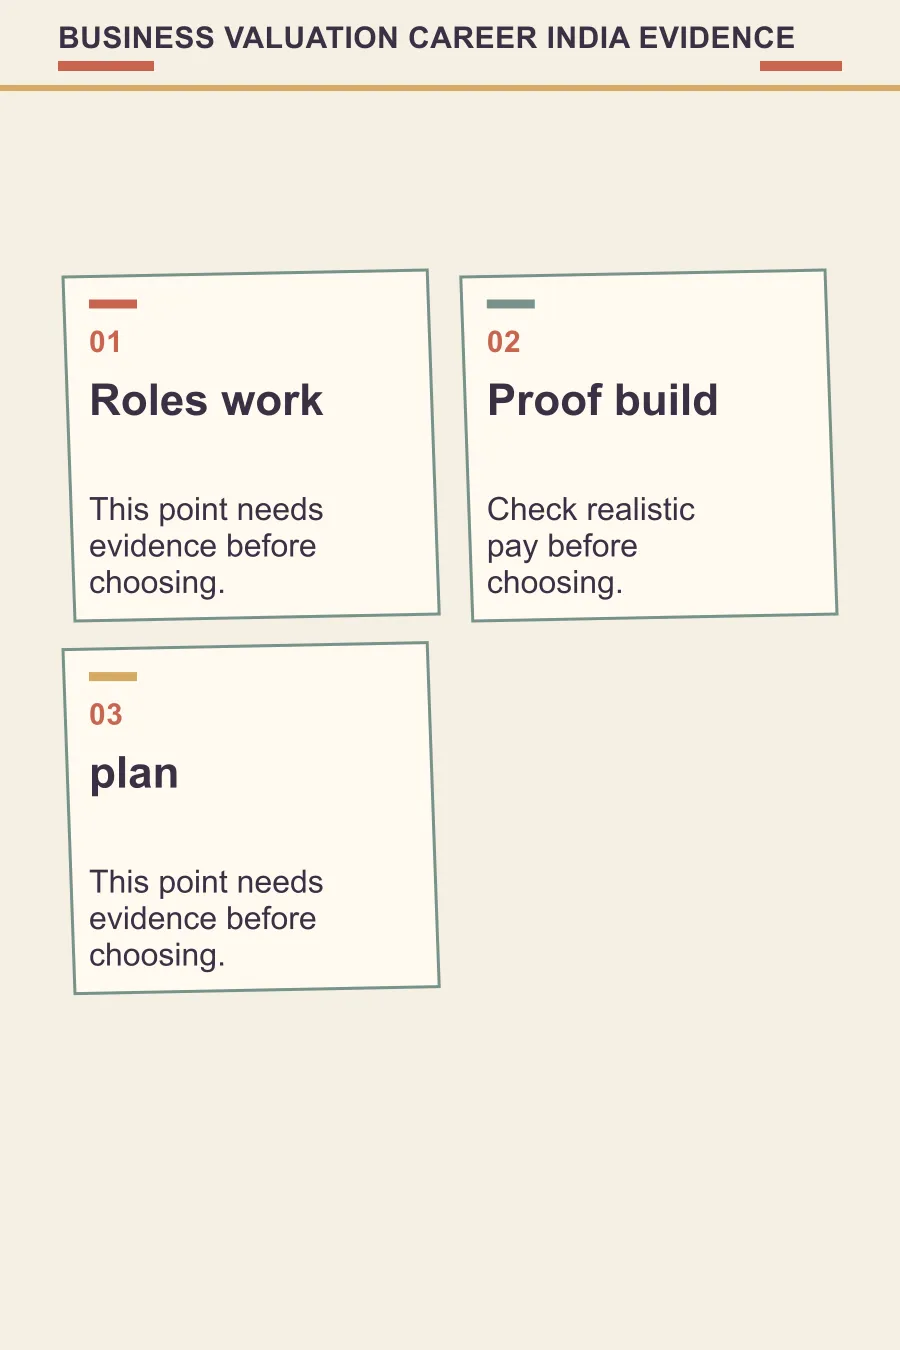 BUSINESS VALUATION CAREER INDIA EVIDENCE
01
Roles work
This point needs
evidence before
choosing.
02
Proof build
Check realistic
pay before
choosing.
03
plan
This point needs
evidence before
choosing.